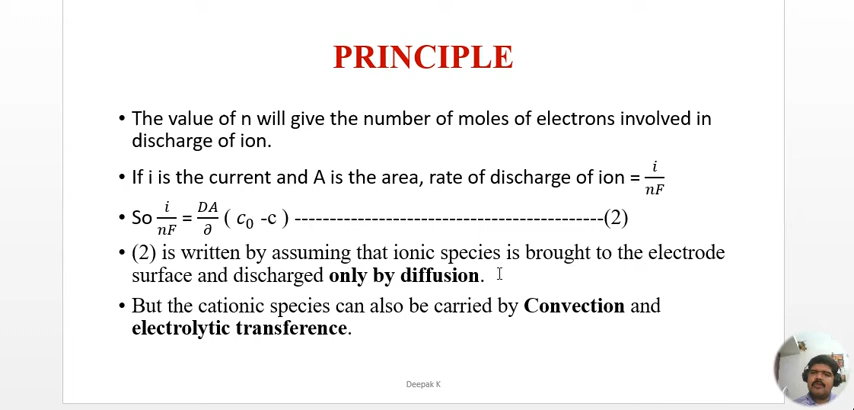 PRINCIPLE
• The value of n will give the number of moles of electrons involved in
discharge of ion.
• If i is the current and A is the area, rate of discharge of ion = i/nF
• So i/nF = DA/∂ ( c₀ -c ) --------------------------------------------(2)
• (2) is written by assuming that ionic species is brought to the electrode
surface and discharged only by diffusion.
• But the cationic species can also be carried by Convection and
electrolytic transference.
Deepak K